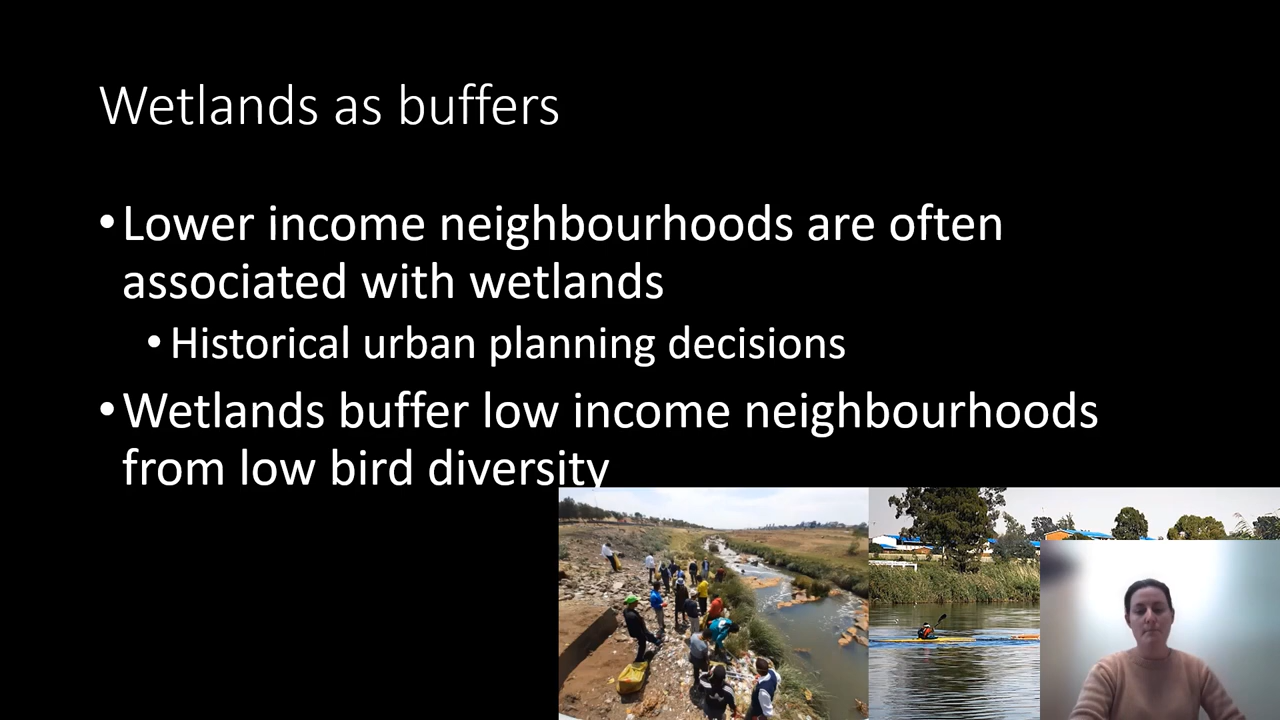 Wetlands as buffers
•Lower income neighbourhoods are often
associated with wetlands
•Historical urban planning decisions
•Wetlands buffer low income neighbourhoods
from low bird diversity